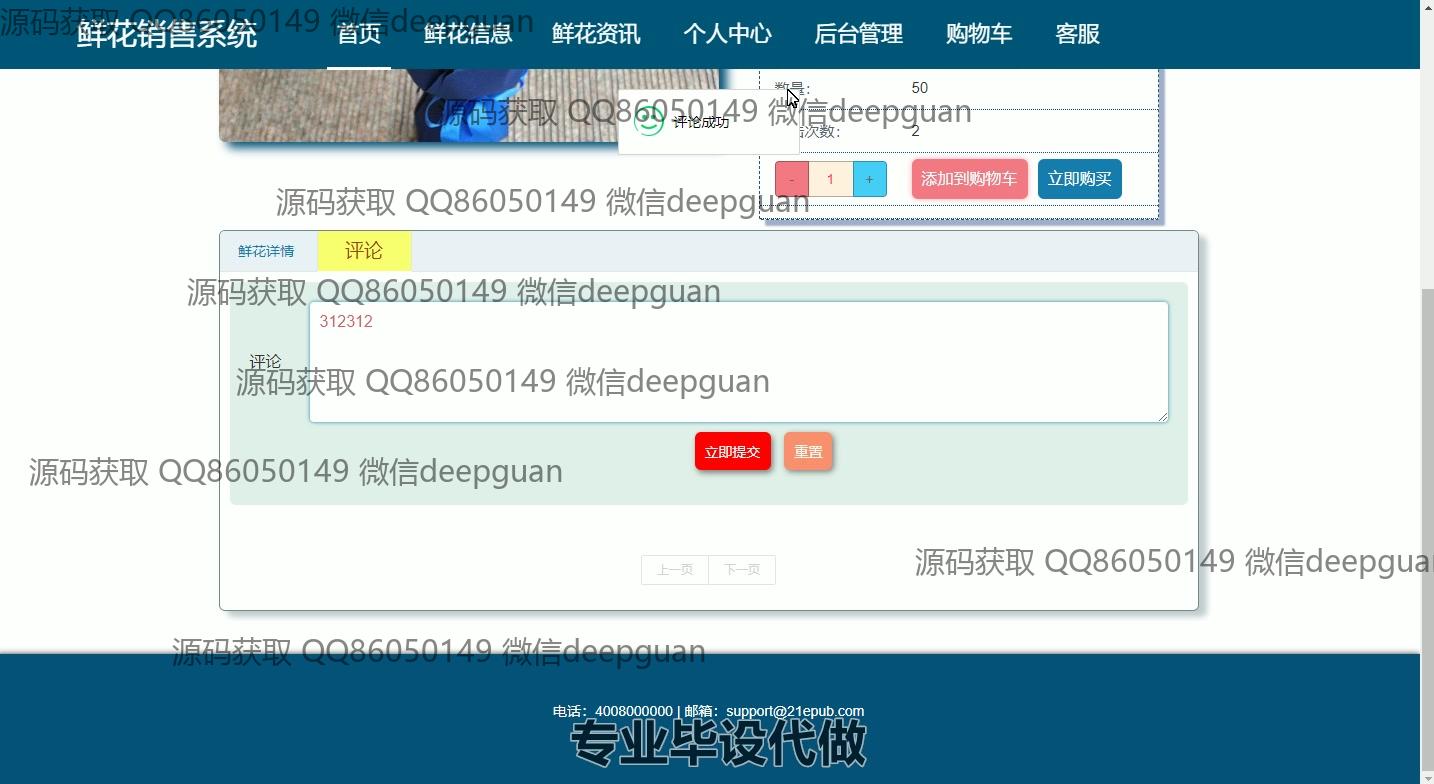 源码获取 QQ86050149 微信deepguan
鲜花销售系统 首页 鲜花信息 鲜花资讯 个人中心 后台管理 购物车 客服
数量： 50
源码获取 QQ86050149 微信deepguan
评论成功
击次数： 2
- 1 + 添加到购物车 立即购买
源码获取 QQ86050149 微信deepguan
鲜花详情 评论
源码获取 QQ86050149 微信deepguan
312312
评论
源码获取 QQ86050149 微信deepguan
立即提交 重置
源码获取 QQ86050149 微信deepguan
源码获取 QQ86050149 微信deepguan
上一页 下一页
源码获取 QQ86050149 微信deepguan
电话：4008000000 | 邮箱：support@21epub.com
专业毕设代做